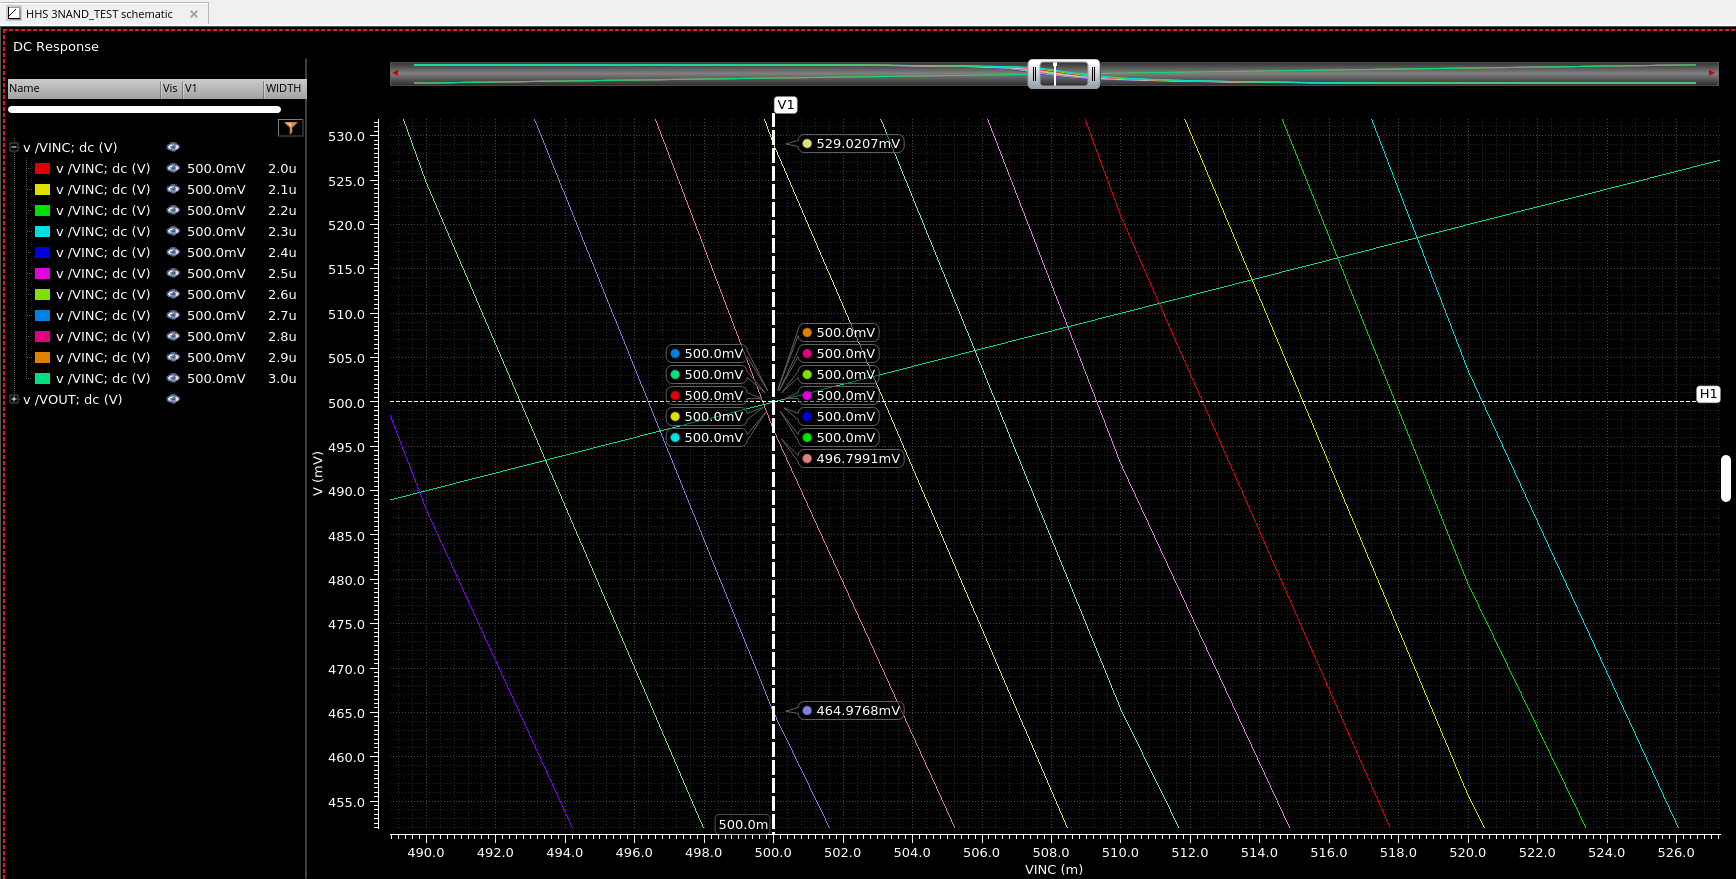 HHS 3NAND_TEST schematic
DC Response
Name Vis V1 WIDTH
v /VINC; dc (V)
v /VINC; dc (V) 500.0mV 2.0u
v /VINC; dc (V) 500.0mV 2.1u
v /VINC; dc (V) 500.0mV 2.2u
v /VINC; dc (V) 500.0mV 2.3u
v /VINC; dc (V) 500.0mV 2.4u
v /VINC; dc (V) 500.0mV 2.5u
v /VINC; dc (V) 500.0mV 2.6u
v /VINC; dc (V) 500.0mV 2.7u
v /VINC; dc (V) 500.0mV 2.8u
v /VINC; dc (V) 500.0mV 2.9u
v /VINC; dc (V) 500.0mV 3.0u
v /VOUT; dc (V)
V1
530.0
525.0
520.0
515.0
510.0
505.0
500.0
495.0
490.0
485.0
480.0
475.0
470.0
465.0
460.0
455.0
V (mV)
529.0207mV
500.0mV
500.0mV 500.0mV
500.0mV 500.0mV
500.0mV 500.0mV
500.0mV 500.0mV
500.0mV 500.0mV
496.7991mV
464.9768mV
H1
500.0m
490.0 492.0 494.0 496.0 498.0 500.0 502.0 504.0 506.0 508.0 510.0 512.0 514.0 516.0 518.0 520.0 522.0 524.0 526.0
VINC (m)